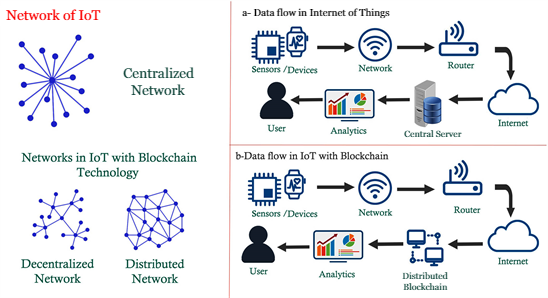 Network of IoT
Centralized
Network
Networks in IoT with Blockchain
Technology
Decentralized
Network
Distributed
Network
a- Data flow in Internet of Things
Sensors /Devices
Network
Router
User
Analytics
Central Server
Internet
b-Data flow in IoT with Blockchain
Sensors /Devices
Network
Router
User
Analytics
Distributed
Blockchain
Internet